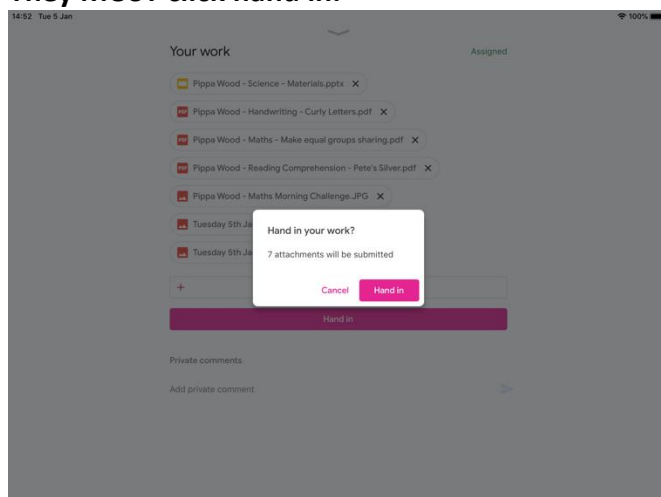 They MUST click hand in.
14:52 Tue 5 Jan
100%
Your work
Assigned
Pippa Wood - Science - Materials.pptx
PDF Pippa Wood - Handwriting - Curly Letters.pdf
PDF Pippa Wood - Maths - Make equal groups sharing.pdf
PDF Pippa Wood - Reading Comprehension - Pete's Silver.pdf
Pippa Wood - Maths Morning Challenge.JPG
Tuesday 5th Ja
Tuesday 5th Ja
Hand in your work?
7 attachments will be submitted
Cancel Hand in
+
Hand in
Private comments
Add private comment